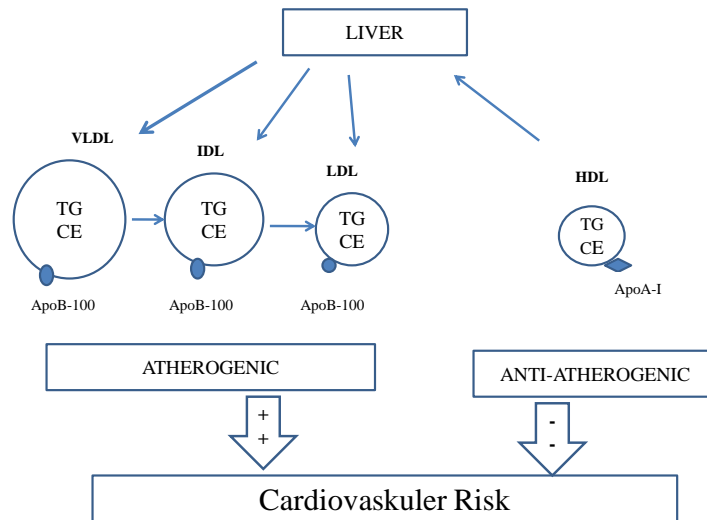 LIVER
VLDL
IDL
LDL
HDL
TG
CE
TG
CE
TG
CE
TG
CE
ApoB-100
ApoB-100
ApoB-100
ApoA-I
ATHEROGENIC
ANTI-ATHEROGENIC
+
+
-
-
Cardiovaskuler Risk